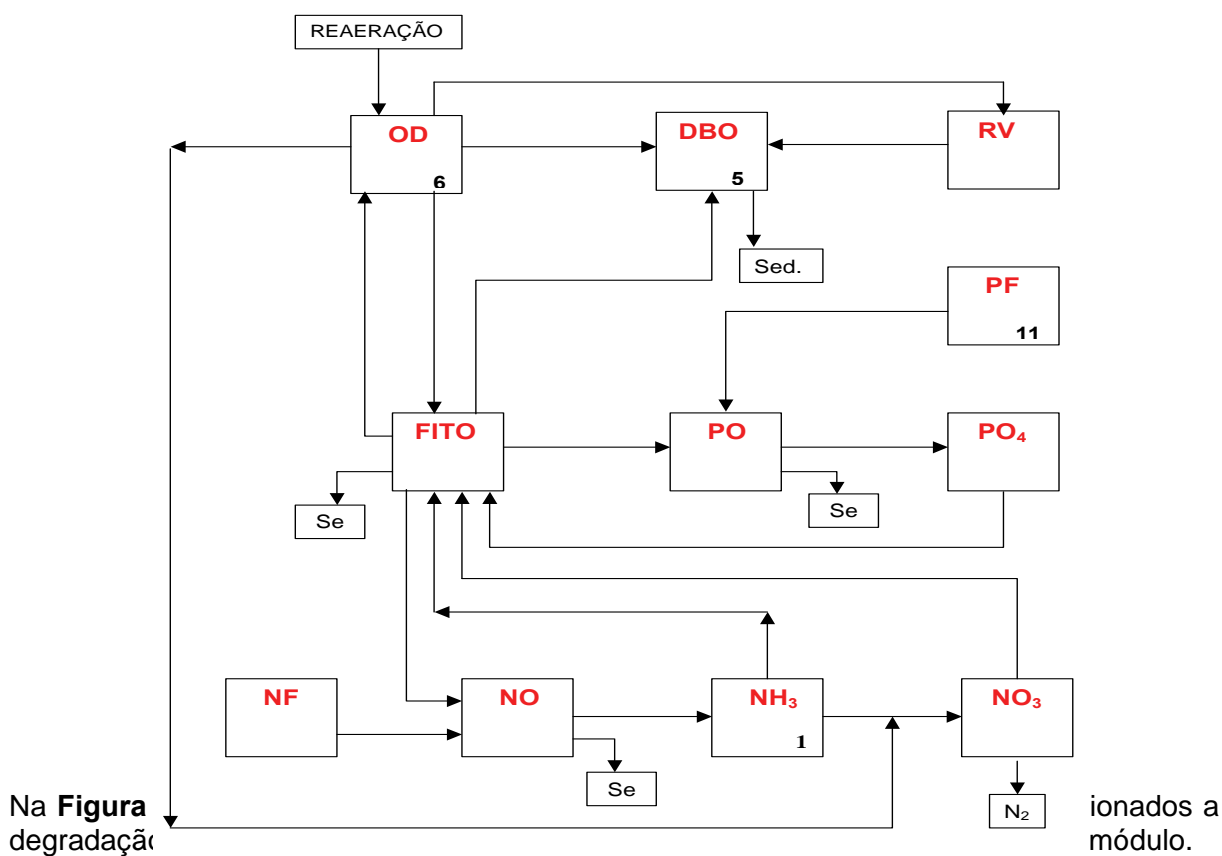 REAERAÇÃO
OD
6
DBO
5
RV
Sed.
PF
11
FITO
PO
PO₄
Se
Se
NF
NO
NH₃
1
NO₃
Se
N₂
Na Figura ionados a
módulo.